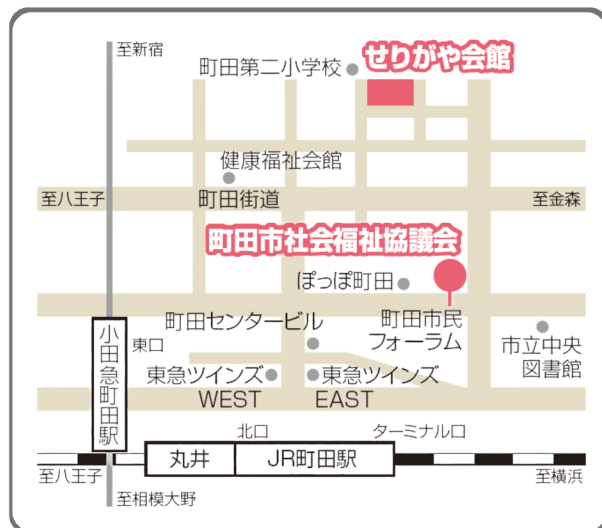 至新宿
町田第二小学校
せりがや会館
健康福祉会館
至八王子
町田街道
至金森
町田市社会福祉協議会
ぽっぽ町田
町田センタービル
町田市民
フォーラム
小田急町田駅
東口
市立中央
図書館
東急ツインズ
WEST
東急ツインズ
EAST
北口
ターミナル口
丸井
JR町田駅
至八王子
至横浜
至相模大野